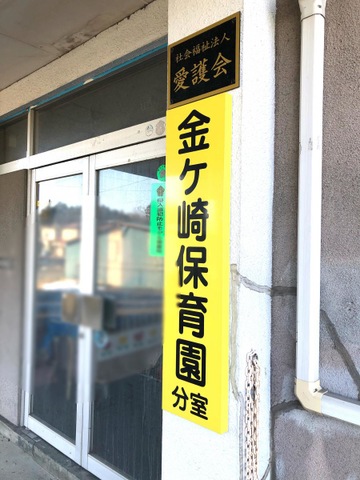 社会福祉法人
愛護会
金ケ崎保育園
分室